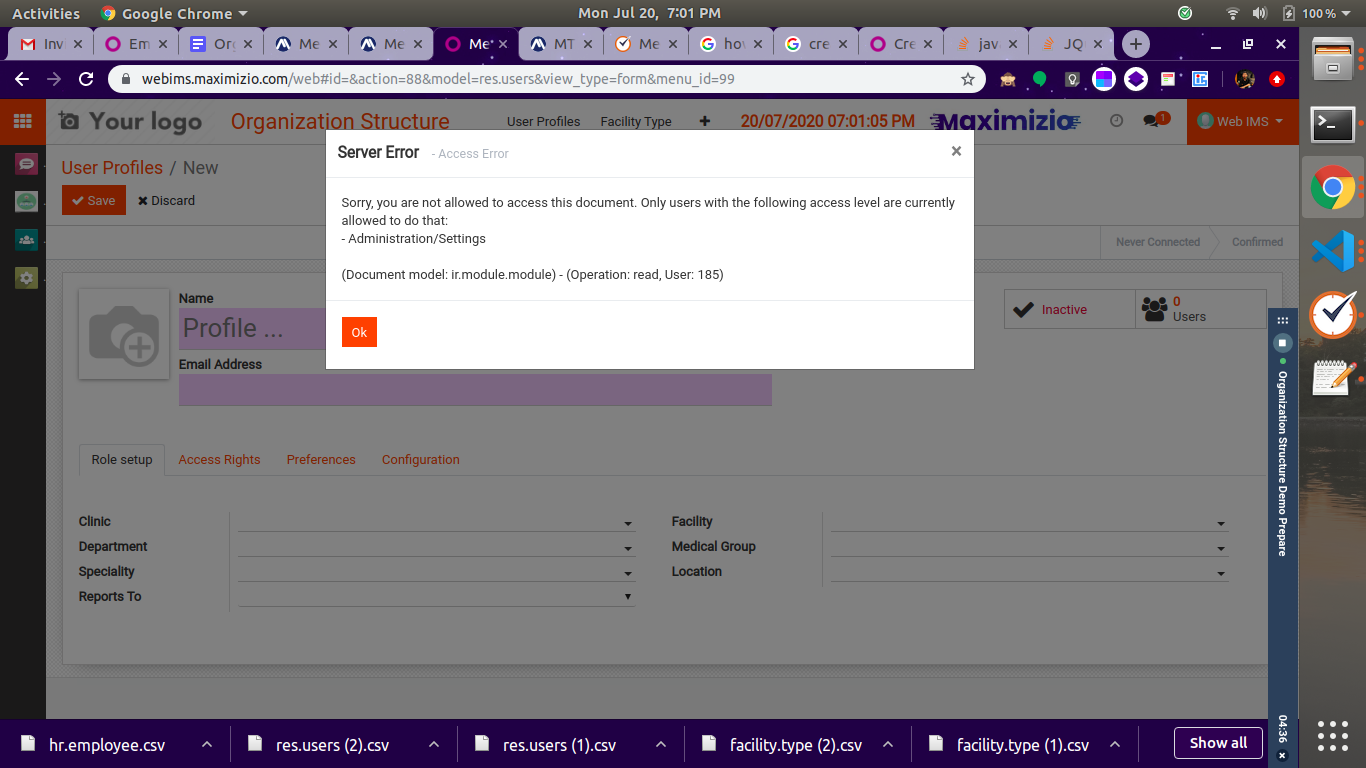 Activities
Google Chrome
Mon Jul 20, 7:01 PM
100 %
Inv
Em
Org
Me
Me
Me
MT
Me
hov
cre
Cre
java
JQ
webims.maximizio.com/web#id=&action=88&model=res.users&view_type=form&menu_id=99
Your logo
Organization Structure
User Profiles
Facility Type
20/07/2020 07:01:05 PM
Maximizio
1
Web IMS
User Profiles / New
Save
Discard
Never Connected
Confirmed
Server Error - Access Error
Sorry, you are not allowed to access this document. Only users with the following access level are currently
allowed to do that:
- Administration/Settings
(Document model: ir.module.module) - (Operation: read, User: 185)
Ok
Name
Profile ...
Email Address
Inactive
0
Users
Role setup
Access Rights
Preferences
Configuration
Clinic
Department
Speciality
Reports To
Facility
Medical Group
Location
Organization Structure Demo Prepare
04:36
hr.employee.csv
res.users (2).csv
res.users (1).csv
facility.type (2).csv
facility.type (1).csv
Show all